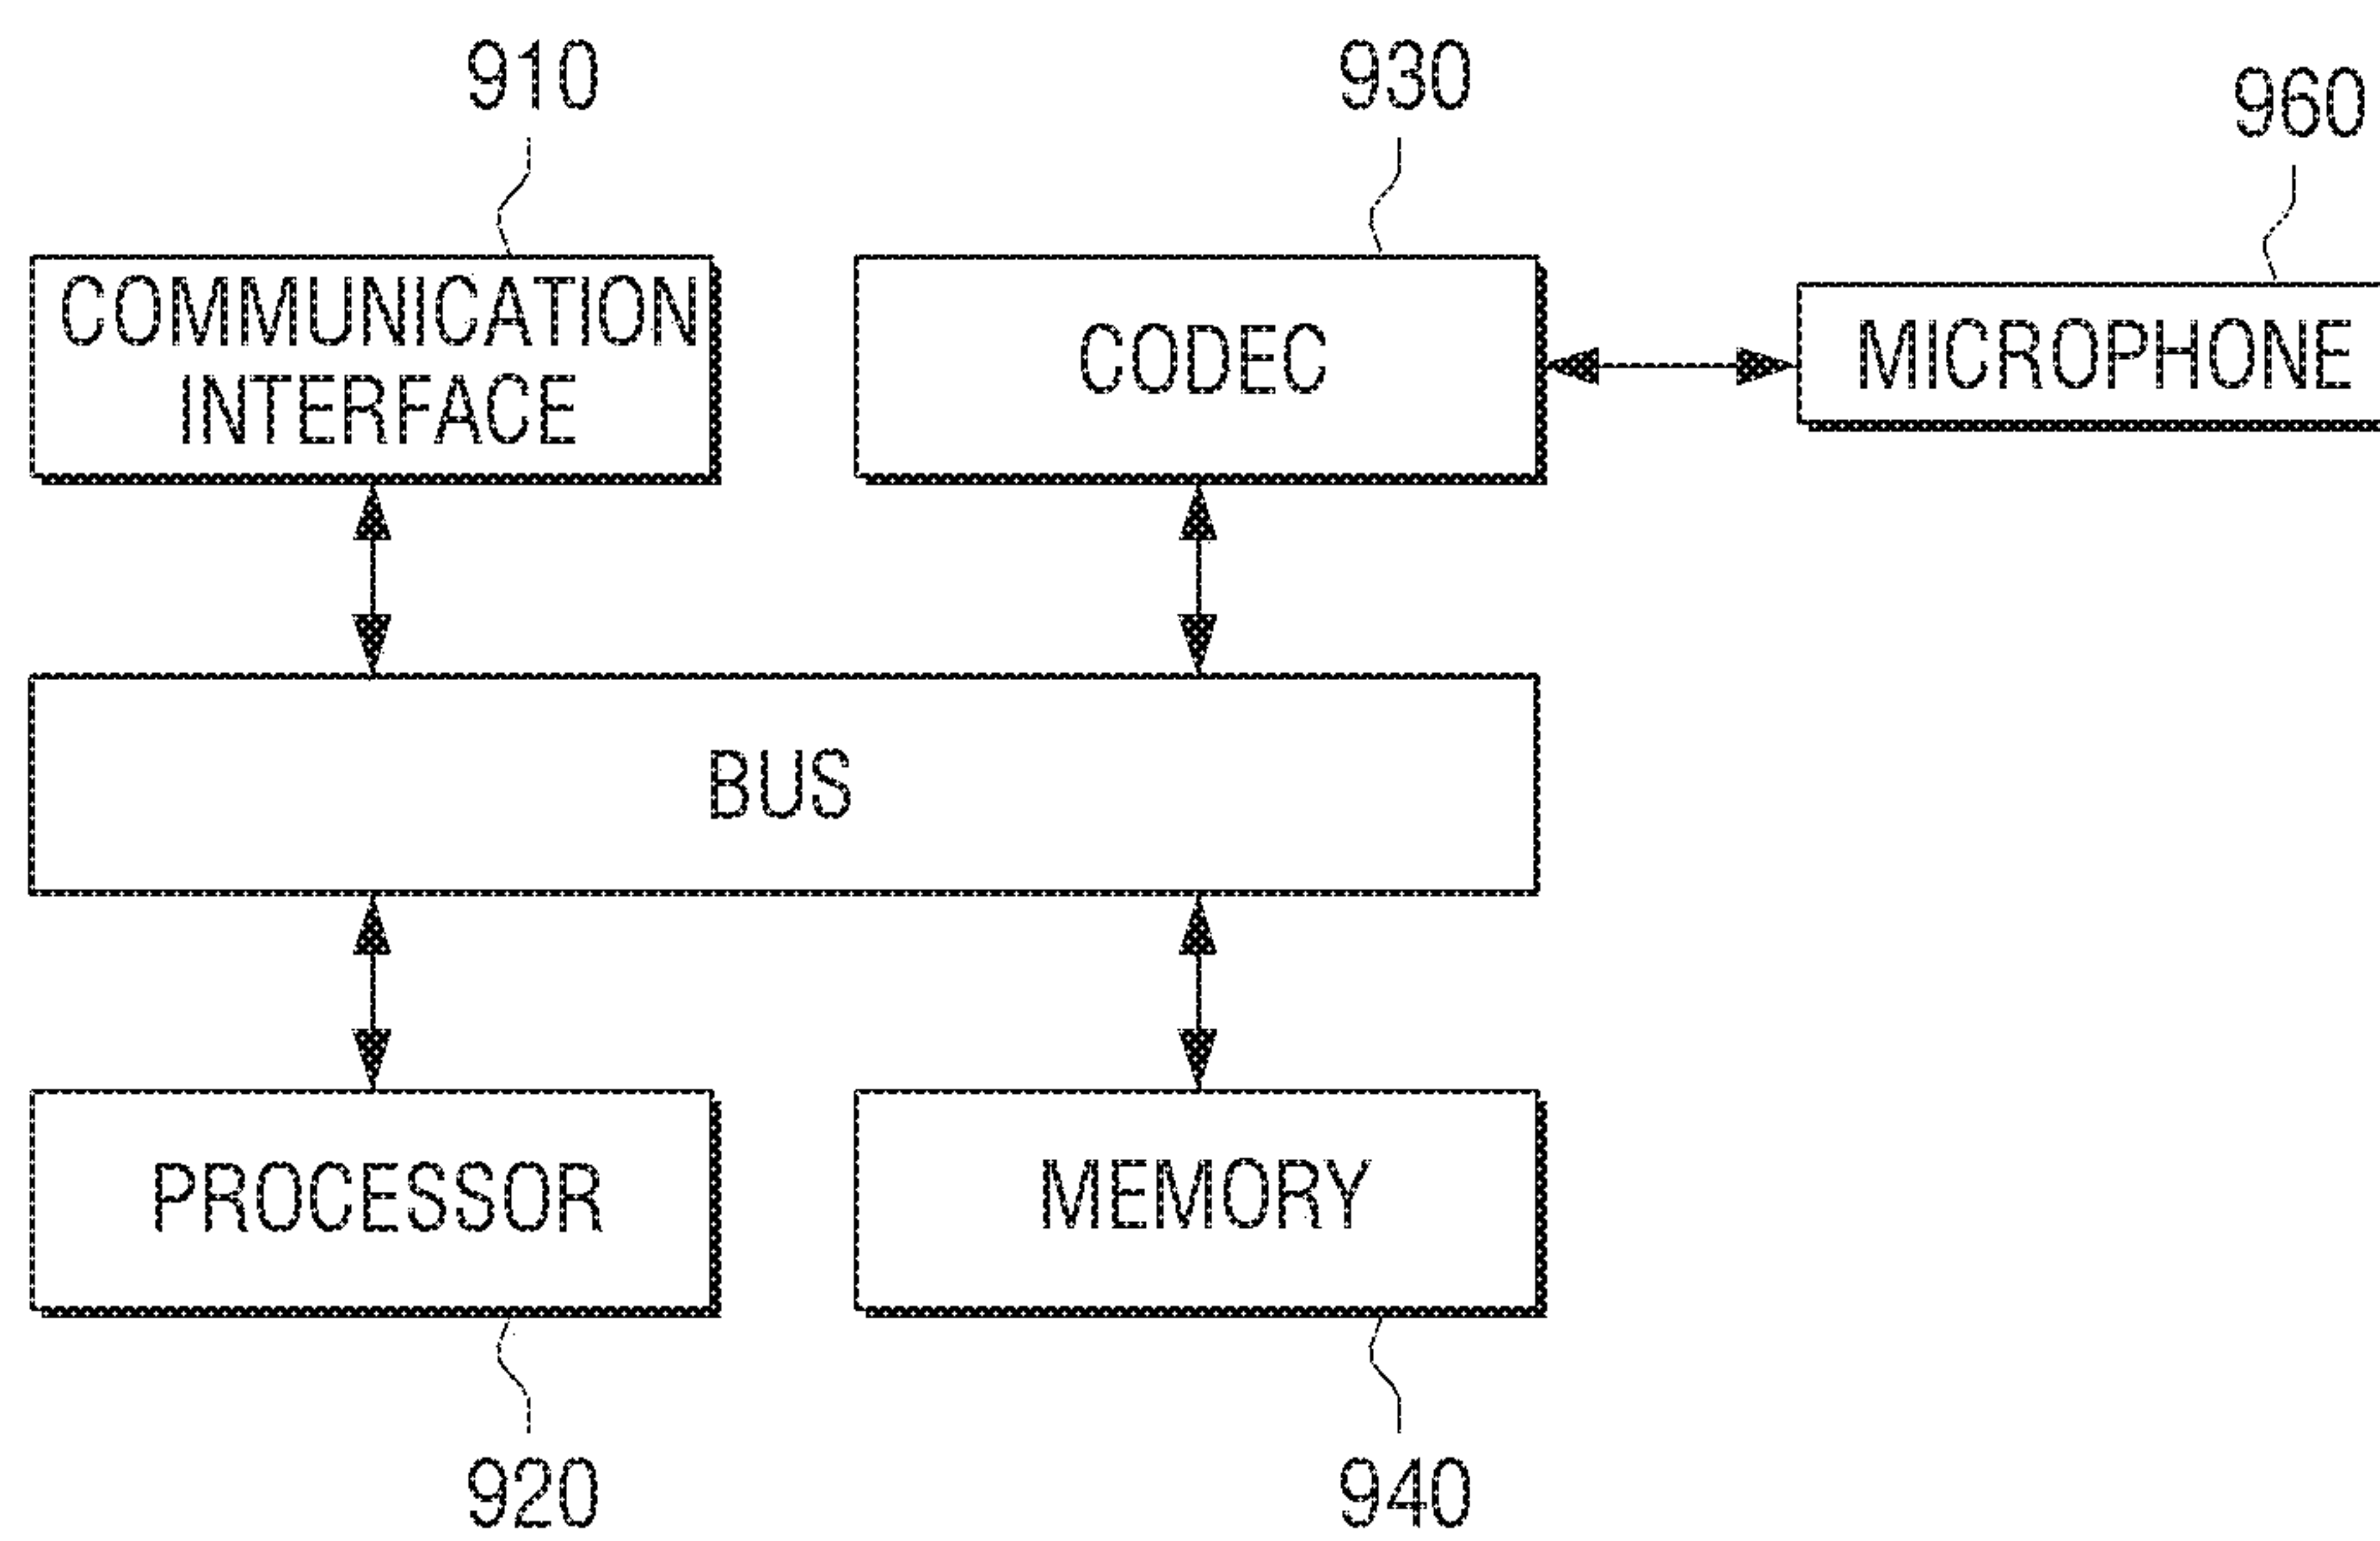 910
930
960
COMMUNICATION
INTERFACE
CODEC
MICROPHONE
BUS
PROCESSOR
MEMORY
920
940